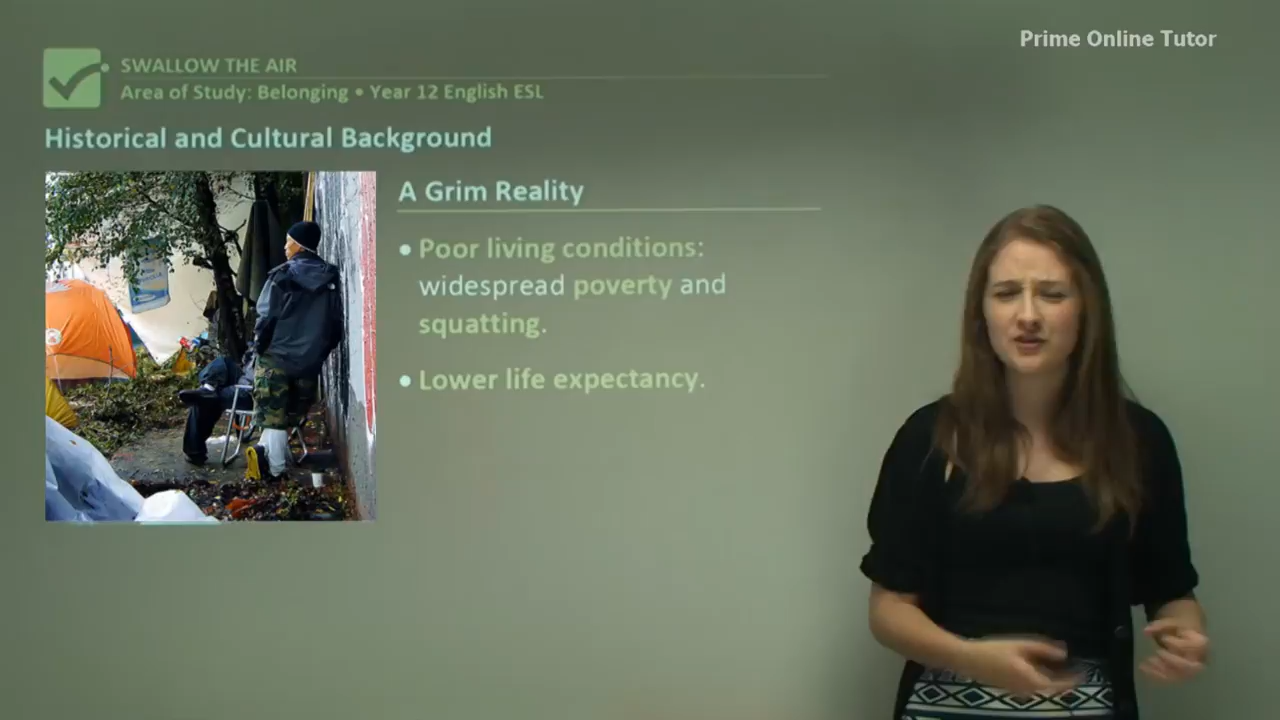 Prime Online Tutor
SWALLOW THE AIR
Area of Study: Belonging • Year 12 English ESL
Historical and Cultural Background
A Grim Reality
• Poor living conditions:
widespread poverty and
squatting.
• Lower life expectancy.